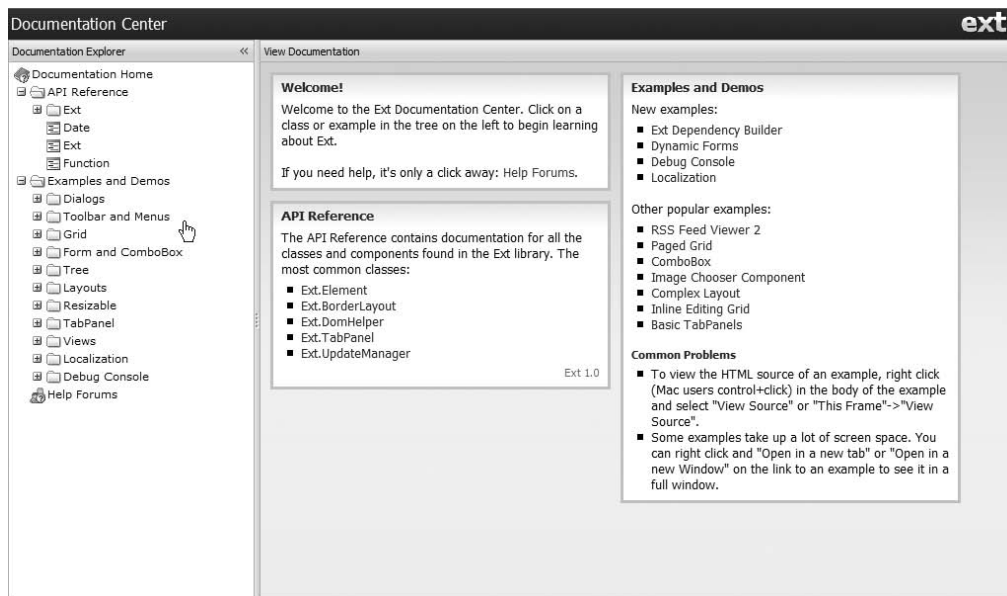 Documentation Center
ext
Documentation Explorer
«
View Documentation
Documentation Home
API Reference
Ext
Date
Ext
Function
Examples and Demos
Dialogs
Toolbar and Menus
Grid
Form and ComboBox
Tree
Layouts
Resizable
TabPanel
Views
Localization
Debug Console
Help Forums
Welcome!
Welcome to the Ext Documentation Center. Click on a
class or example in the tree on the left to begin learning
about Ext.
If you need help, it's only a click away: Help Forums.
API Reference
The API Reference contains documentation for all the
classes and components found in the Ext library. The
most common classes:
Ext.Element
Ext.BorderLayout
Ext.DomHelper
Ext.TabPanel
Ext.UpdateManager
Ext 1.0
Examples and Demos
New examples:
Ext Dependency Builder
Dynamic Forms
Debug Console
Localization
Other popular examples:
RSS Feed Viewer 2
Paged Grid
ComboBox
Image Chooser Component
Complex Layout
Inline Editing Grid
Basic TabPanels
Common Problems
To view the HTML source of an example, right click
(Mac users control+click) in the body of the example
and select "View Source" or "This Frame"->"View
Source".
Some examples take up a lot of screen space. You
can right click and "Open in a new tab" or "Open in a
new Window" on the link to an example to see it in a
full window.